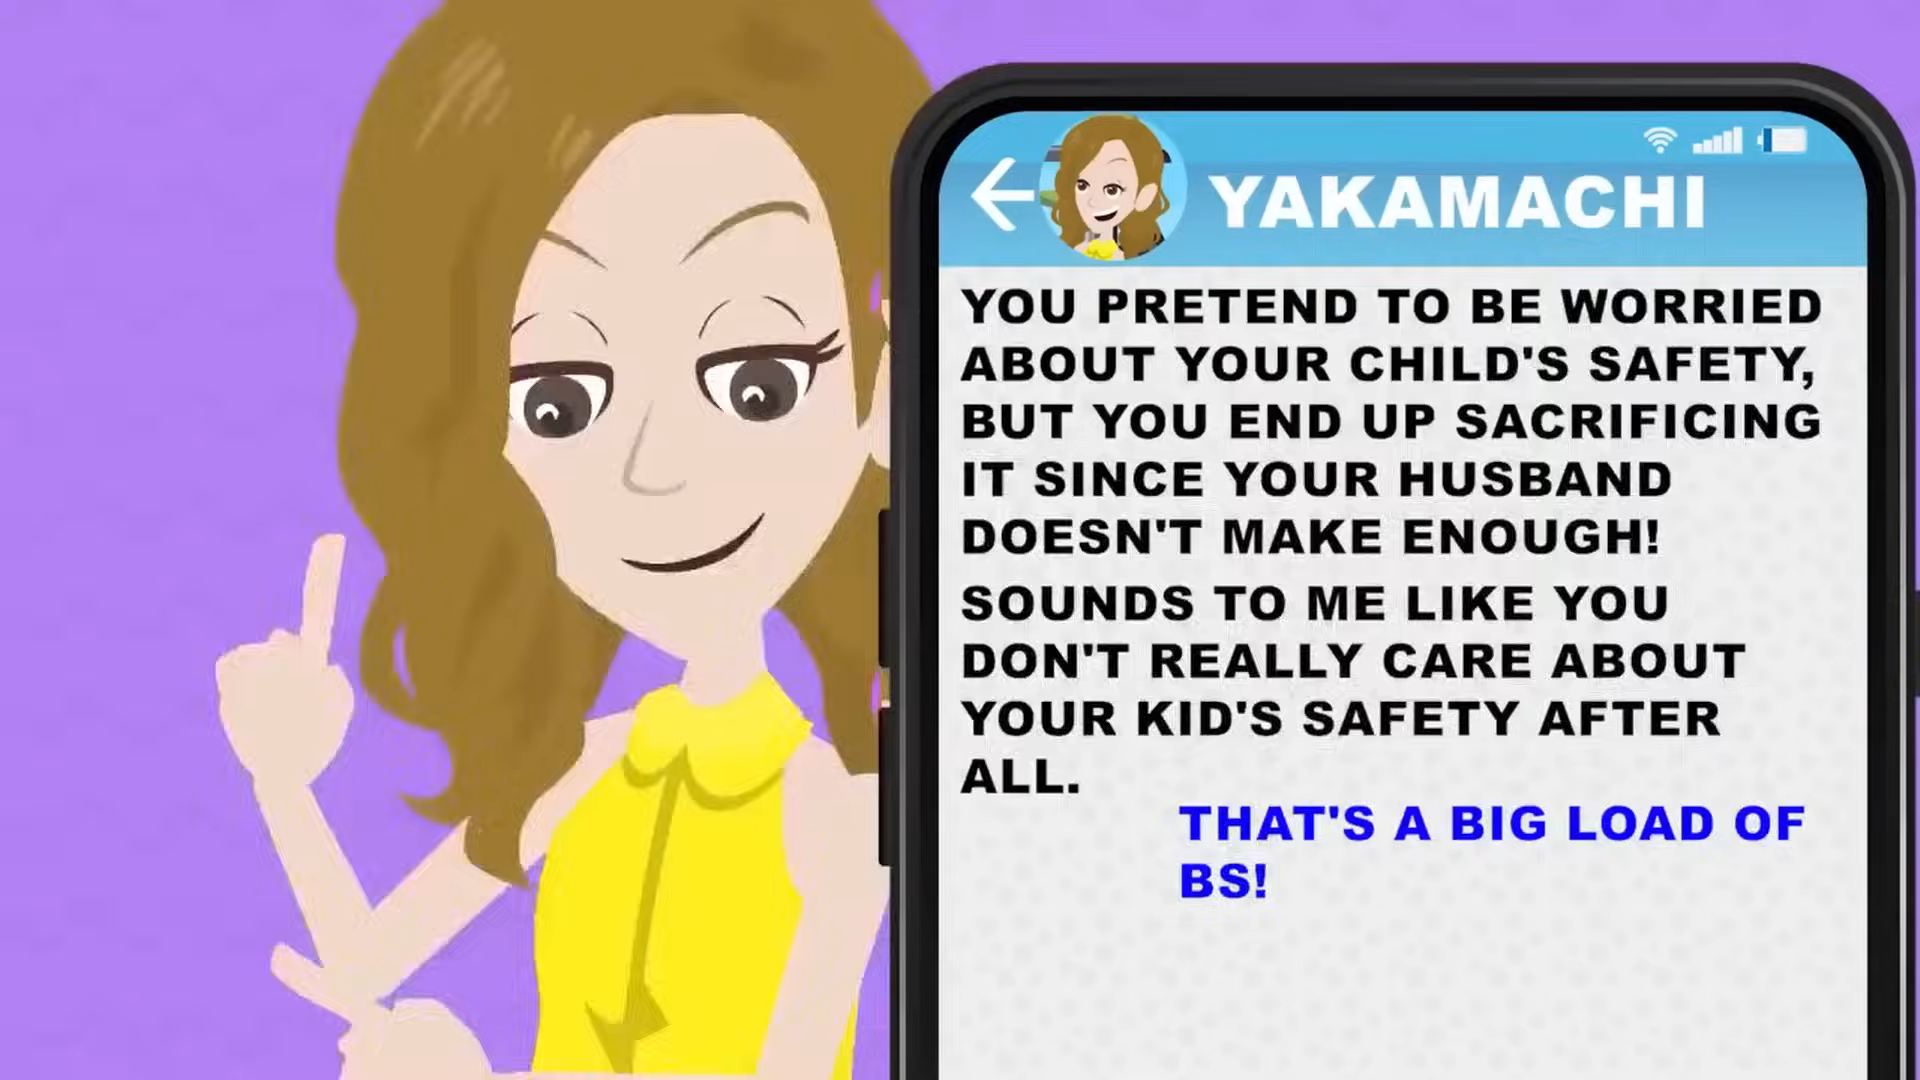 YAKAMACHI
YOU PRETEND TO BE WORRIED
ABOUT YOUR CHILD'S SAFETY,
BUT YOU END UP SACRIFICING
IT SINCE YOUR HUSBAND
DOESN'T MAKE ENOUGH!
SOUNDS TO ME LIKE YOU
DON'T REALLY CARE ABOUT
YOUR KID'S SAFETY AFTER
ALL.
THAT'S A BIG LOAD OF
BS!